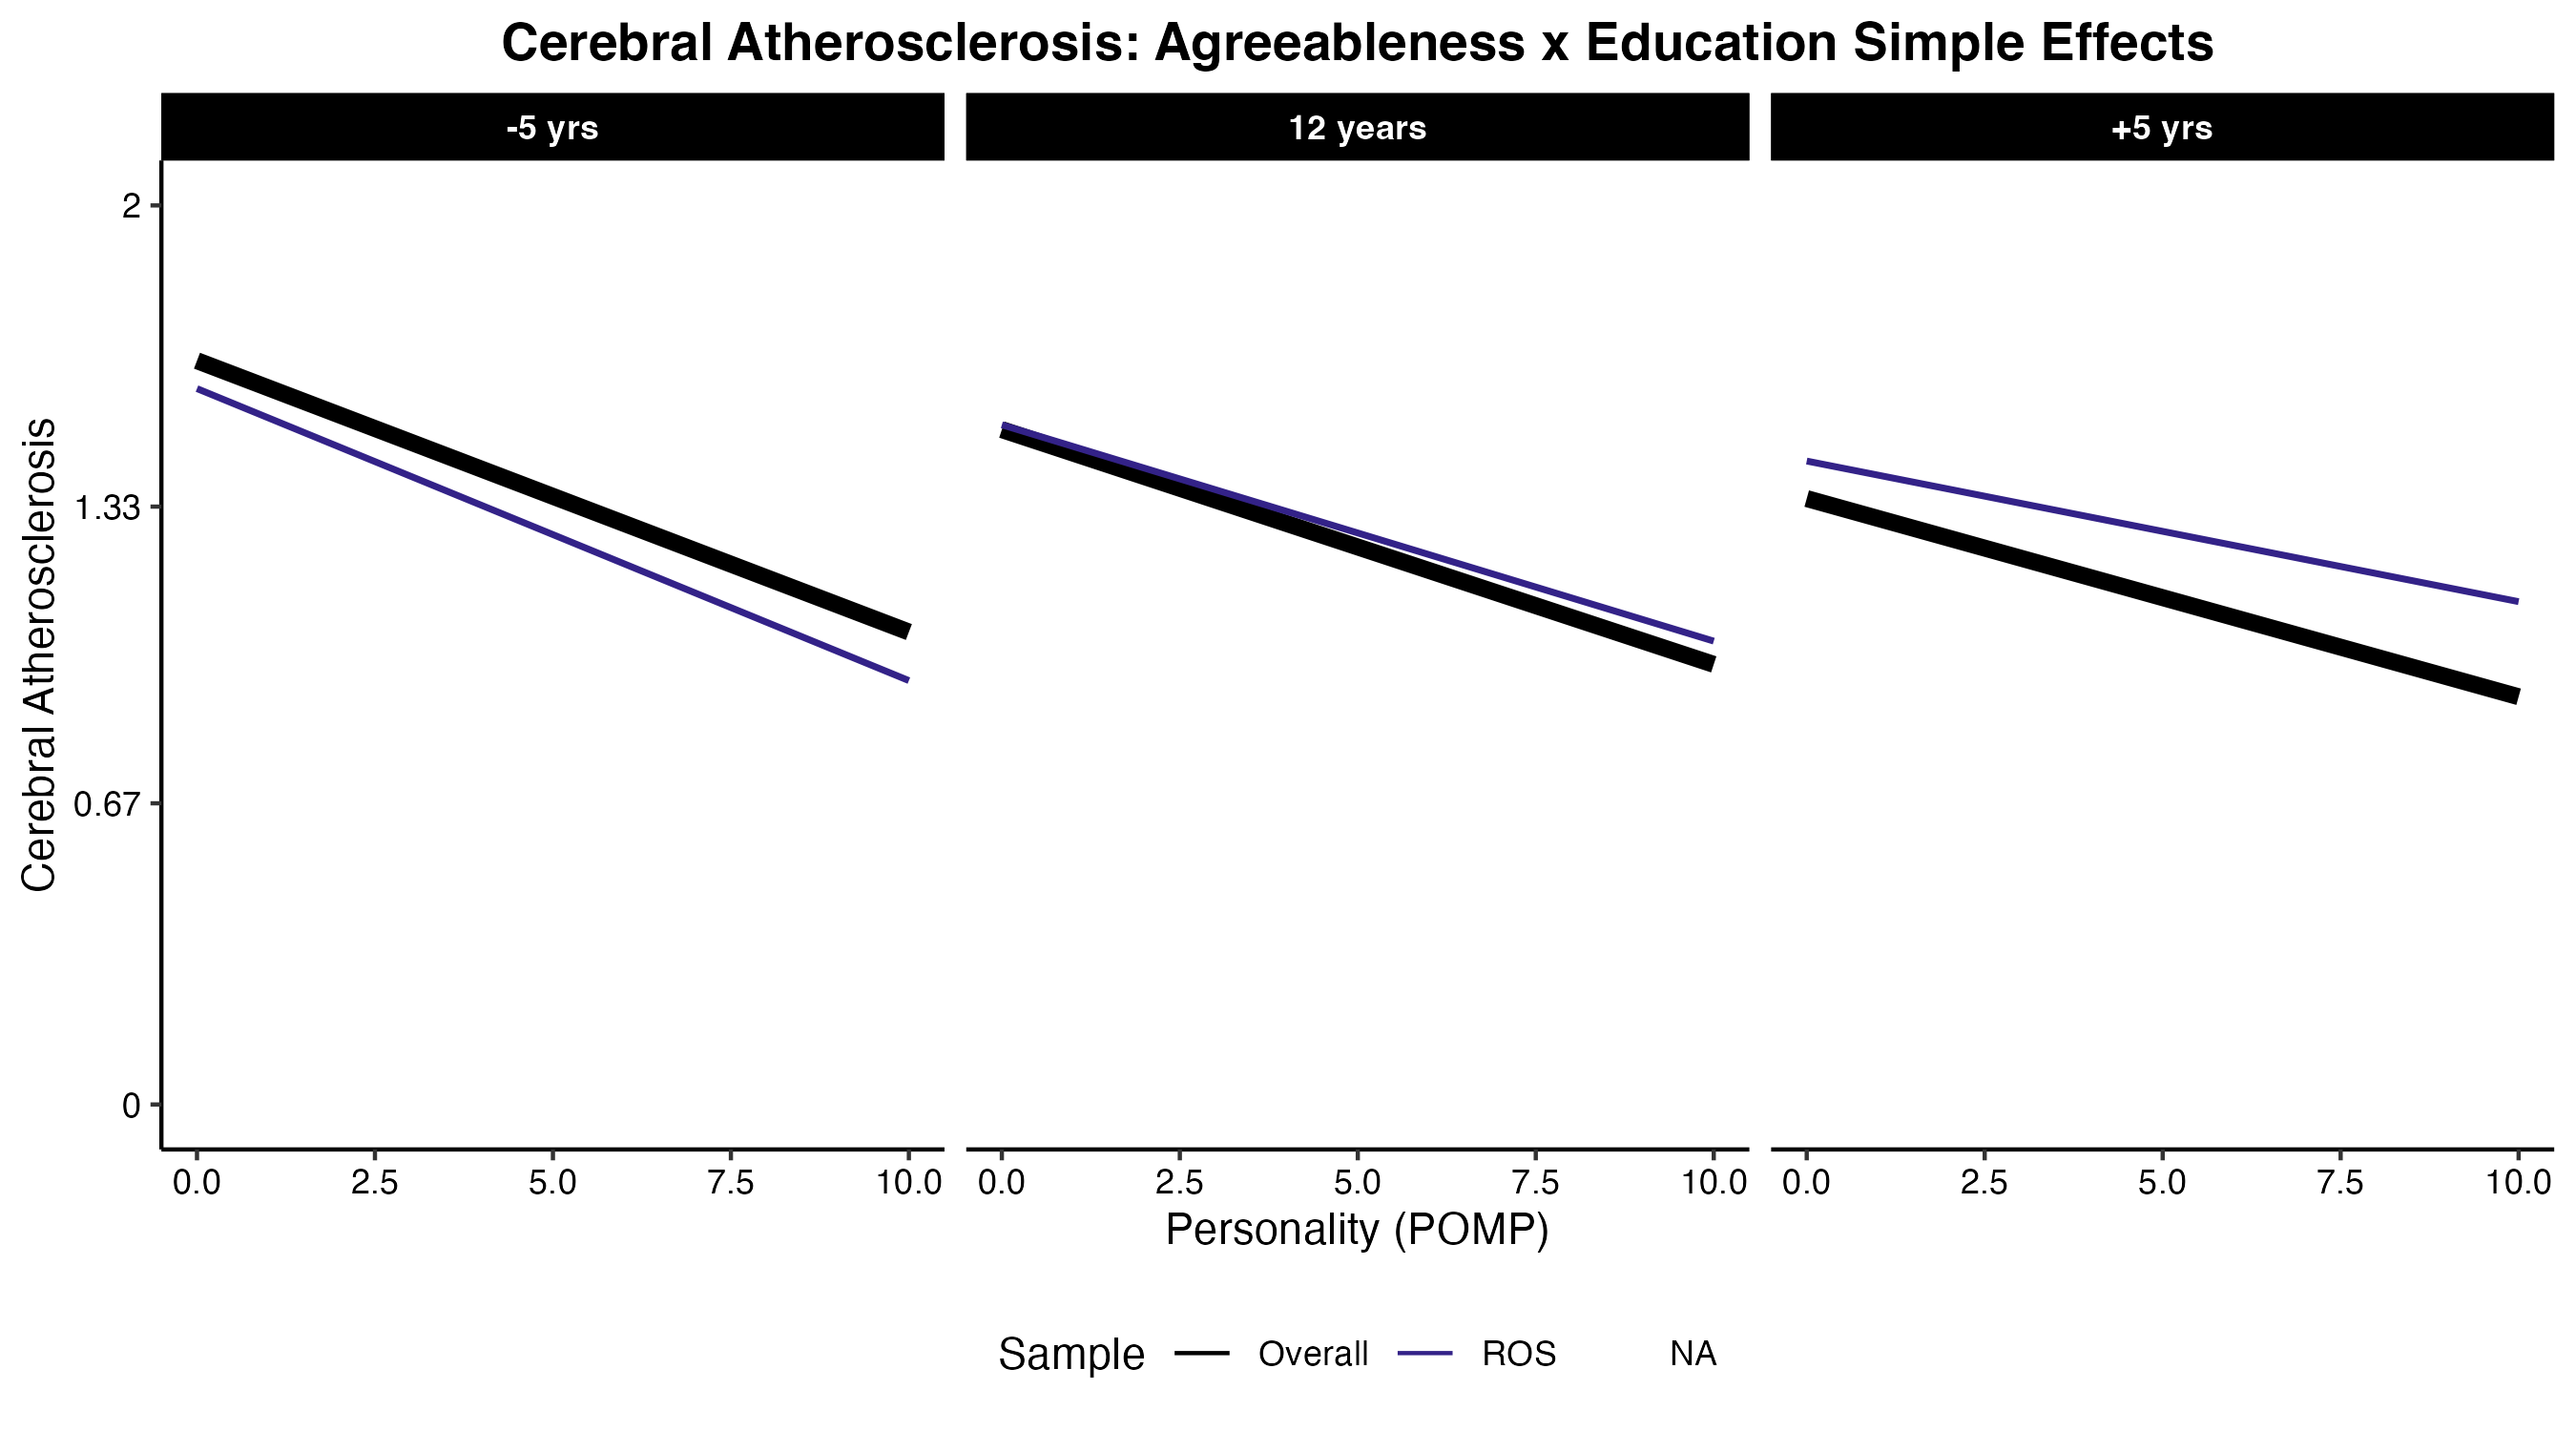 Cerebral Atherosclerosis: Agreeableness x Education Simple Effects
-5 yrs 12 years +5 yrs
Cerebral Atherosclerosis
2
1.33
0.67
0
0.0 2.5 5.0 7.5 10.0 0.0 2.5 5.0 7.5 10.0 0.0 2.5 5.0 7.5 10.0
Personality (POMP)
Sample Overall ROS NA